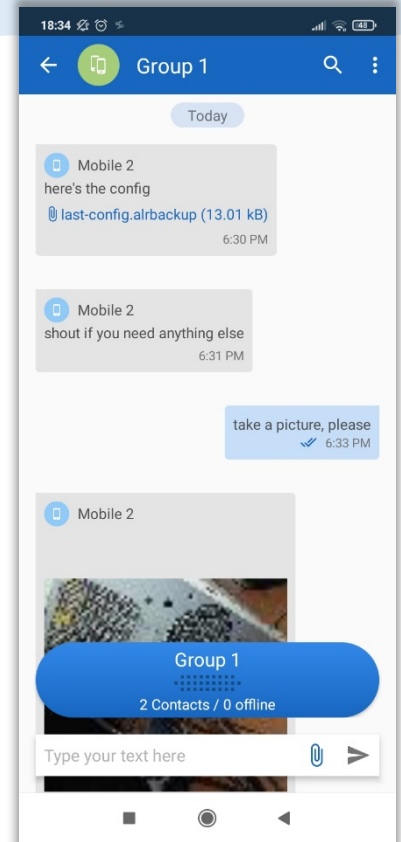 18:34
48
Group 1
Today
Mobile 2
here's the config
last-config.alrbackup (13.01 kB)
6:30 PM
Mobile 2
shout if you need anything else
6:31 PM
take a picture, please
6:33 PM
Mobile 2
Group 1
2 Contacts / 0 offline
Type your text here